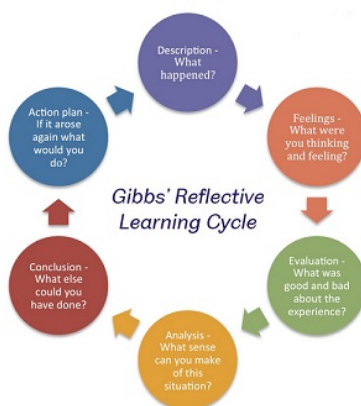 Description -
What
happened?
Feelings -
What were
you thinking
and feeling?
Evaluation -
What was
good and bad
about the
experience?
Analysis -
What sense
can you make
of this
situation?
Conclusion -
What else
could you
have done?
Action plan -
If it arose
again what
would you
do?
Gibbs' Reflective
Learning Cycle